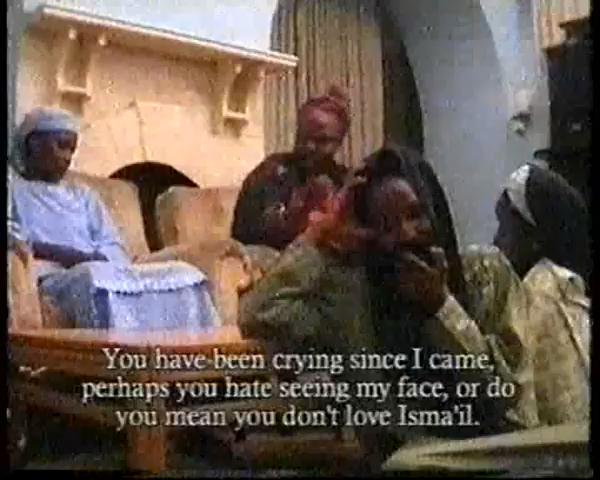 You have been crying since I came,
perhaps you hate seeing my face, or do
you mean you don't love Isma'il.